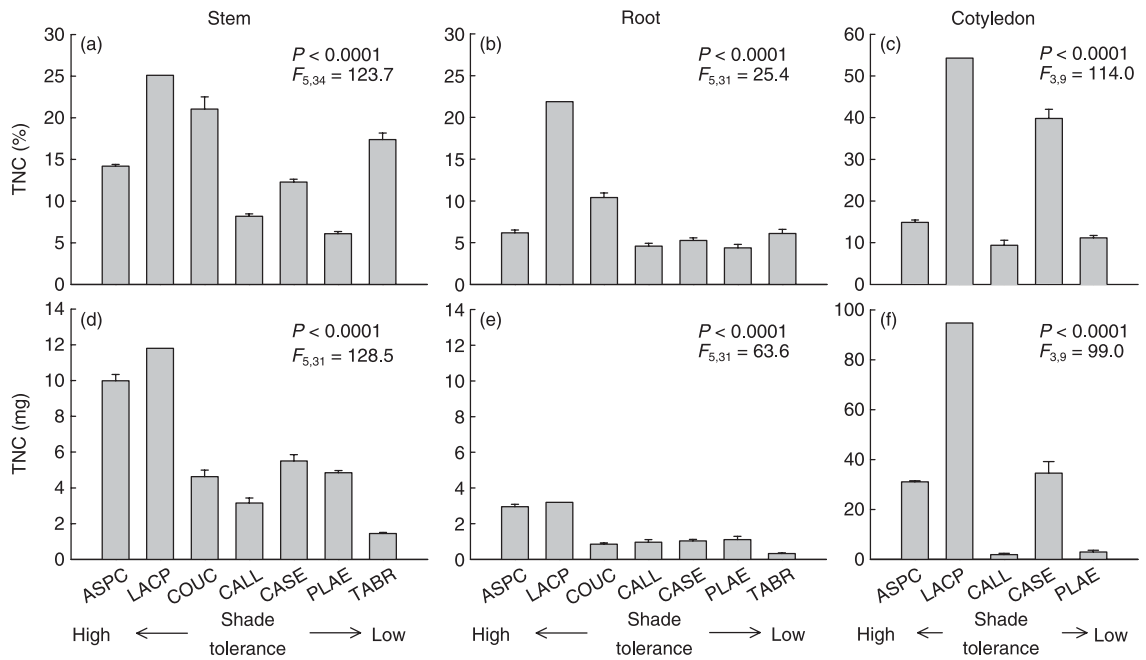 Stem
Root
Cotyledon
(a)
P < 0.0001
F5,34 = 123.7
30
25
20
15
10
5
0
TNC (%)
(b)
P < 0.0001
F5,31 = 25.4
30
25
20
15
10
5
0
(c)
P < 0.0001
F3,9 = 114.0
60
50
40
30
20
10
0
(d)
P < 0.0001
F5,31 = 128.5
14
12
10
8
6
4
2
0
TNC (mg)
(e)
P < 0.0001
F5,31 = 63.6
14
12
10
8
6
4
2
0
(f)
P < 0.0001
F3,9 = 99.0
100
80
60
40
20
0
ASPC LACP COUC CALL CASE PLAE TABR
High ← Shade tolerance → Low
ASPC LACP COUC CALL CASE PLAE TABR
High ← Shade tolerance → Low
ASPC LACP CALL CASE PLAE
High ← Shade tolerance → Low